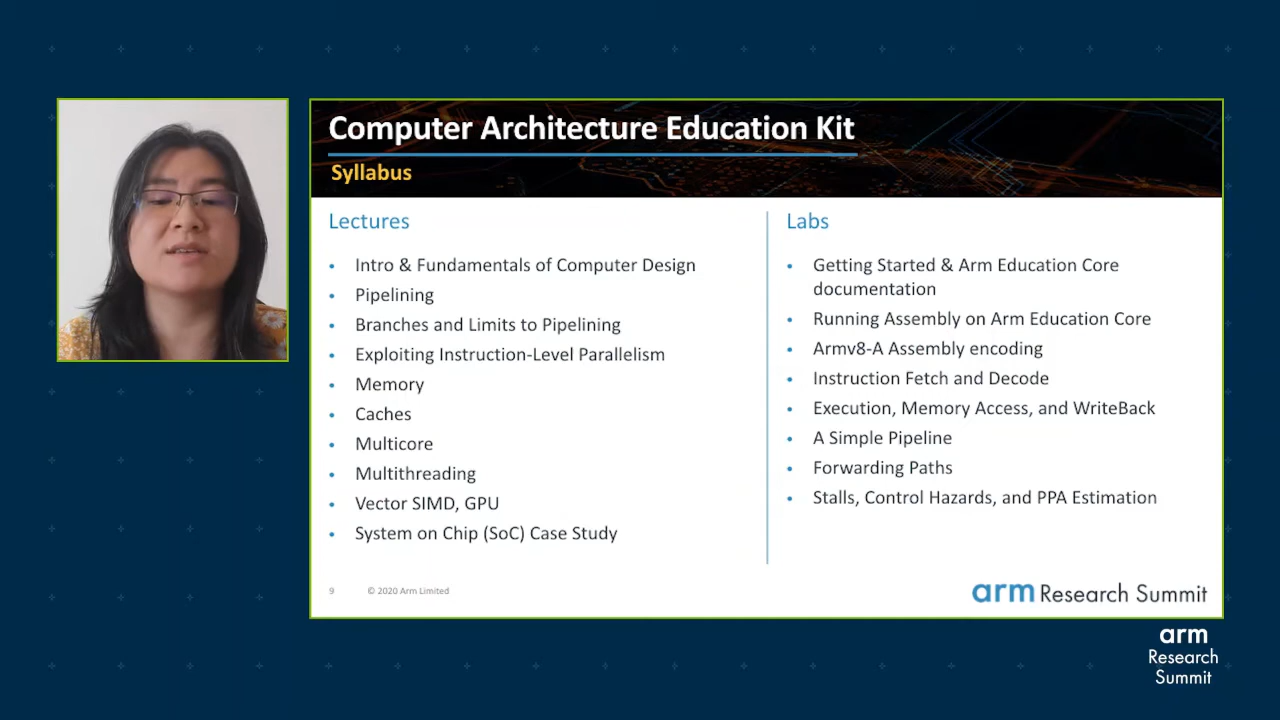 Computer Architecture Education Kit
Syllabus
Lectures
• Intro & Fundamentals of Computer Design
• Pipelining
• Branches and Limits to Pipelining
• Exploiting Instruction-Level Parallelism
• Memory
• Caches
• Multicore
• Multithreading
• Vector SIMD, GPU
• System on Chip (SoC) Case Study
Labs
• Getting Started & Arm Education Core
documentation
• Running Assembly on Arm Education Core
• Armv8-A Assembly encoding
• Instruction Fetch and Decode
• Execution, Memory Access, and WriteBack
• A Simple Pipeline
• Forwarding Paths
• Stalls, Control Hazards, and PPA Estimation
9 © 2020 Arm Limited
arm Research Summit
arm
Research
Summit